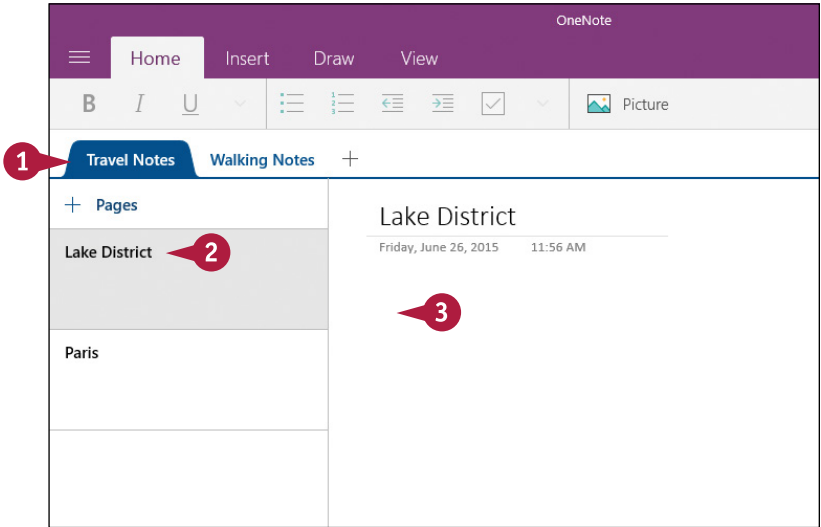 OneNote
Home Insert Draw View
B I U Picture
1 Travel Notes Walking Notes +
+ Pages
Lake District
Friday, June 26, 2015 11:56 AM
Lake District 2
3
Paris